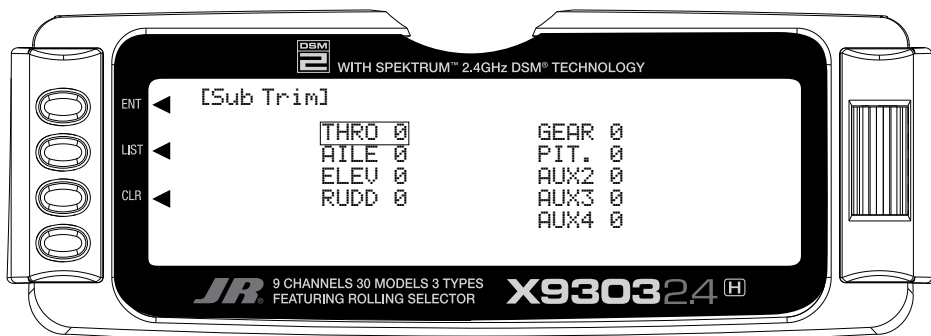 DSM
2
WITH SPEKTRUM™ 2.4GHz DSM® TECHNOLOGY
ENT
LIST
CLR
[Sub Trim]
THRO 0
AILE 0
ELEV 0
RUDD 0
GEAR 0
PIT. 0
AUX2 0
AUX3 0
AUX4 0
JR®
9 CHANNELS 30 MODELS 3 TYPES
FEATURING ROLLING SELECTOR
X9303 2.4 H